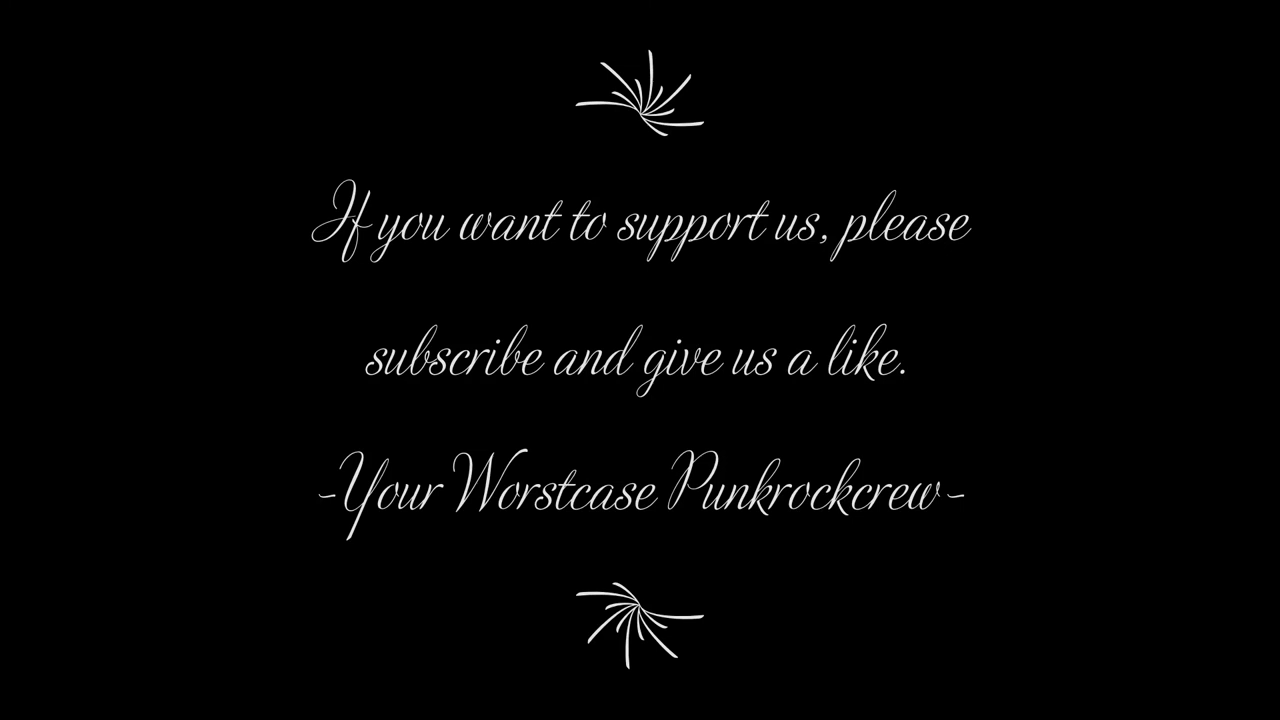 If you want to support us, please
subscribe and give us a like.
-Your Worstcase Punkrockcrew-